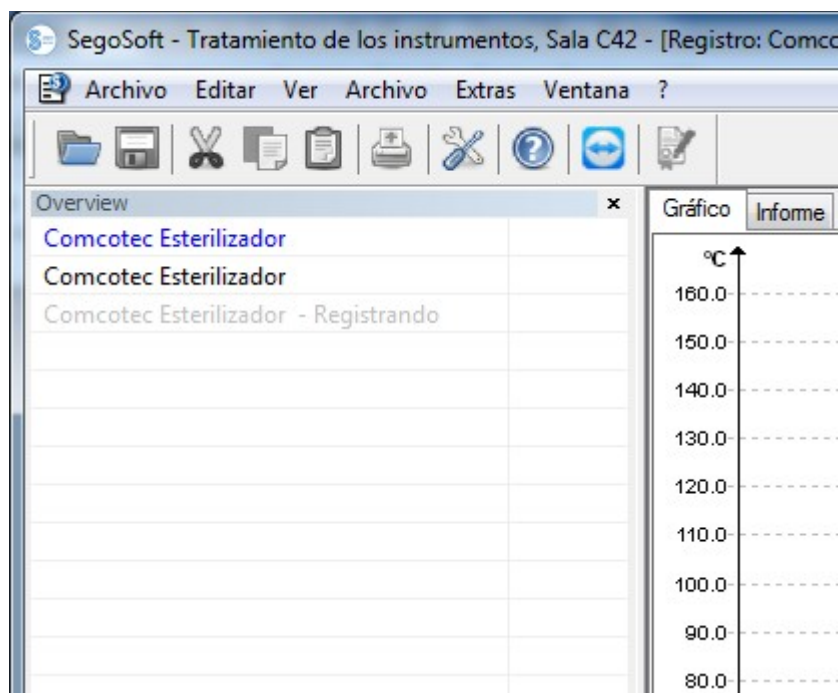 SegoSoft - Tratamiento de los instrumentos, Sala C42 - [Registro: Comco
Archivo Editar Ver Archivo Extras Ventana ?
Overview x
Comcotec Esterilizador
Comcotec Esterilizador
Comcotec Esterilizador - Registrando
Gráfico Informe
ºC
160.0
150.0
140.0
130.0
120.0
110.0
100.0
90.0
80.0